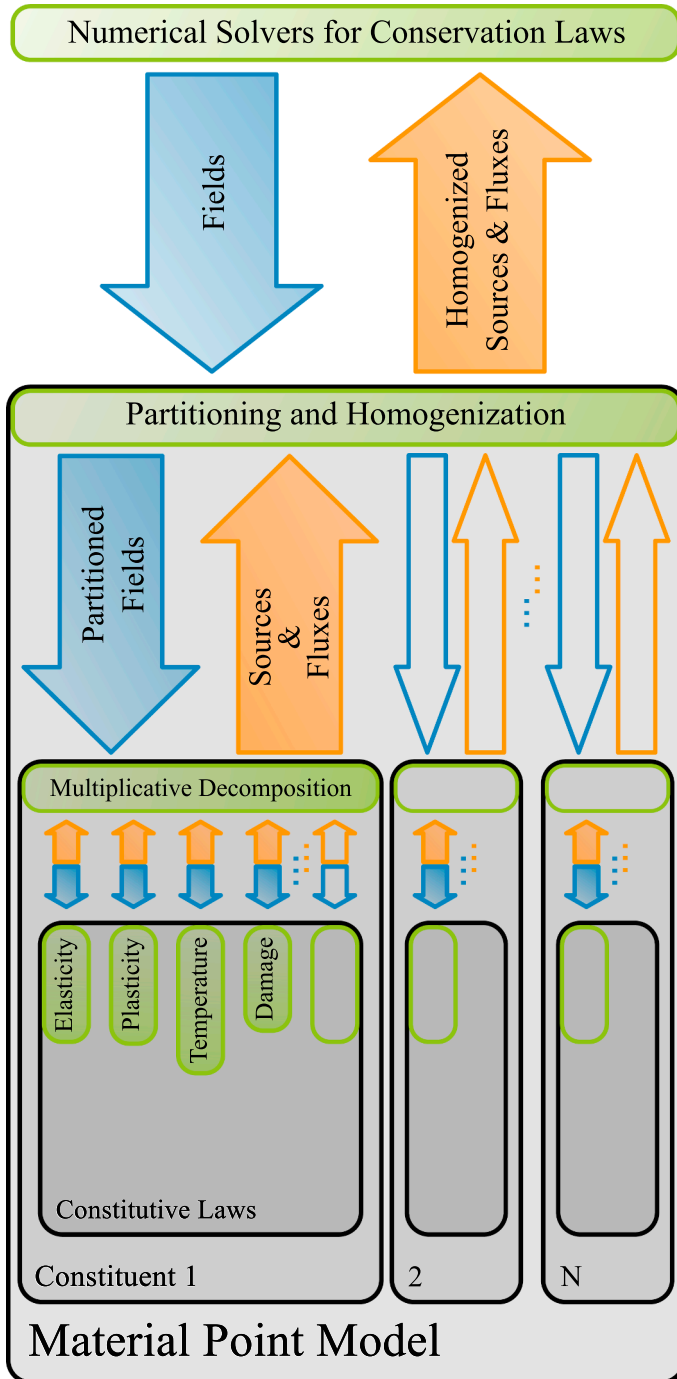 Numerical Solvers for Conservation Laws
Fields
Homogenized
Sources & Fluxes
Partitioning and Homogenization
Partitioned
Fields
Sources
&
Fluxes
Multiplicative Decomposition
Elasticity
Plasticity
Temperature
Damage
Constitutive Laws
Constituent 1
2
N
Material Point Model